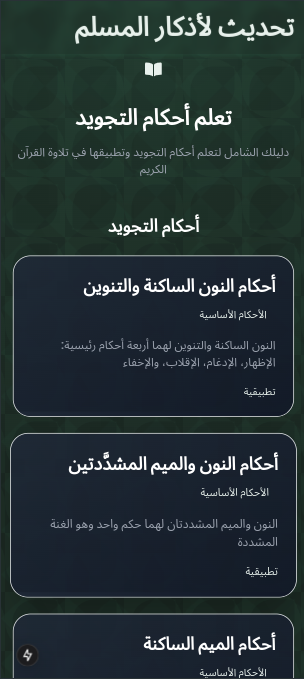 تحديث لأذكار المسلم
تعلم أحكام التجويد
دليلك الشامل لتعلم أحكام التجويد وتطبيقها في تلاوة القرآن
الكريم
أحكام التجويد
أحكام النون الساكنة والتنوين
الأحكام الأساسية
النون الساكنة والتنوين لهما أربعة أحكام رئيسية:
الإظهار، الإدغام، الإقلاب، والإخفاء
تطبيقية
أحكام النون والميم المشدَّدتين
الأحكام الأساسية
النون والميم المشددتان لهما حكم واحد وهو الغنة
المشددة
تطبيقية
أحكام الميم الساكنة
الأحكام الأساسية